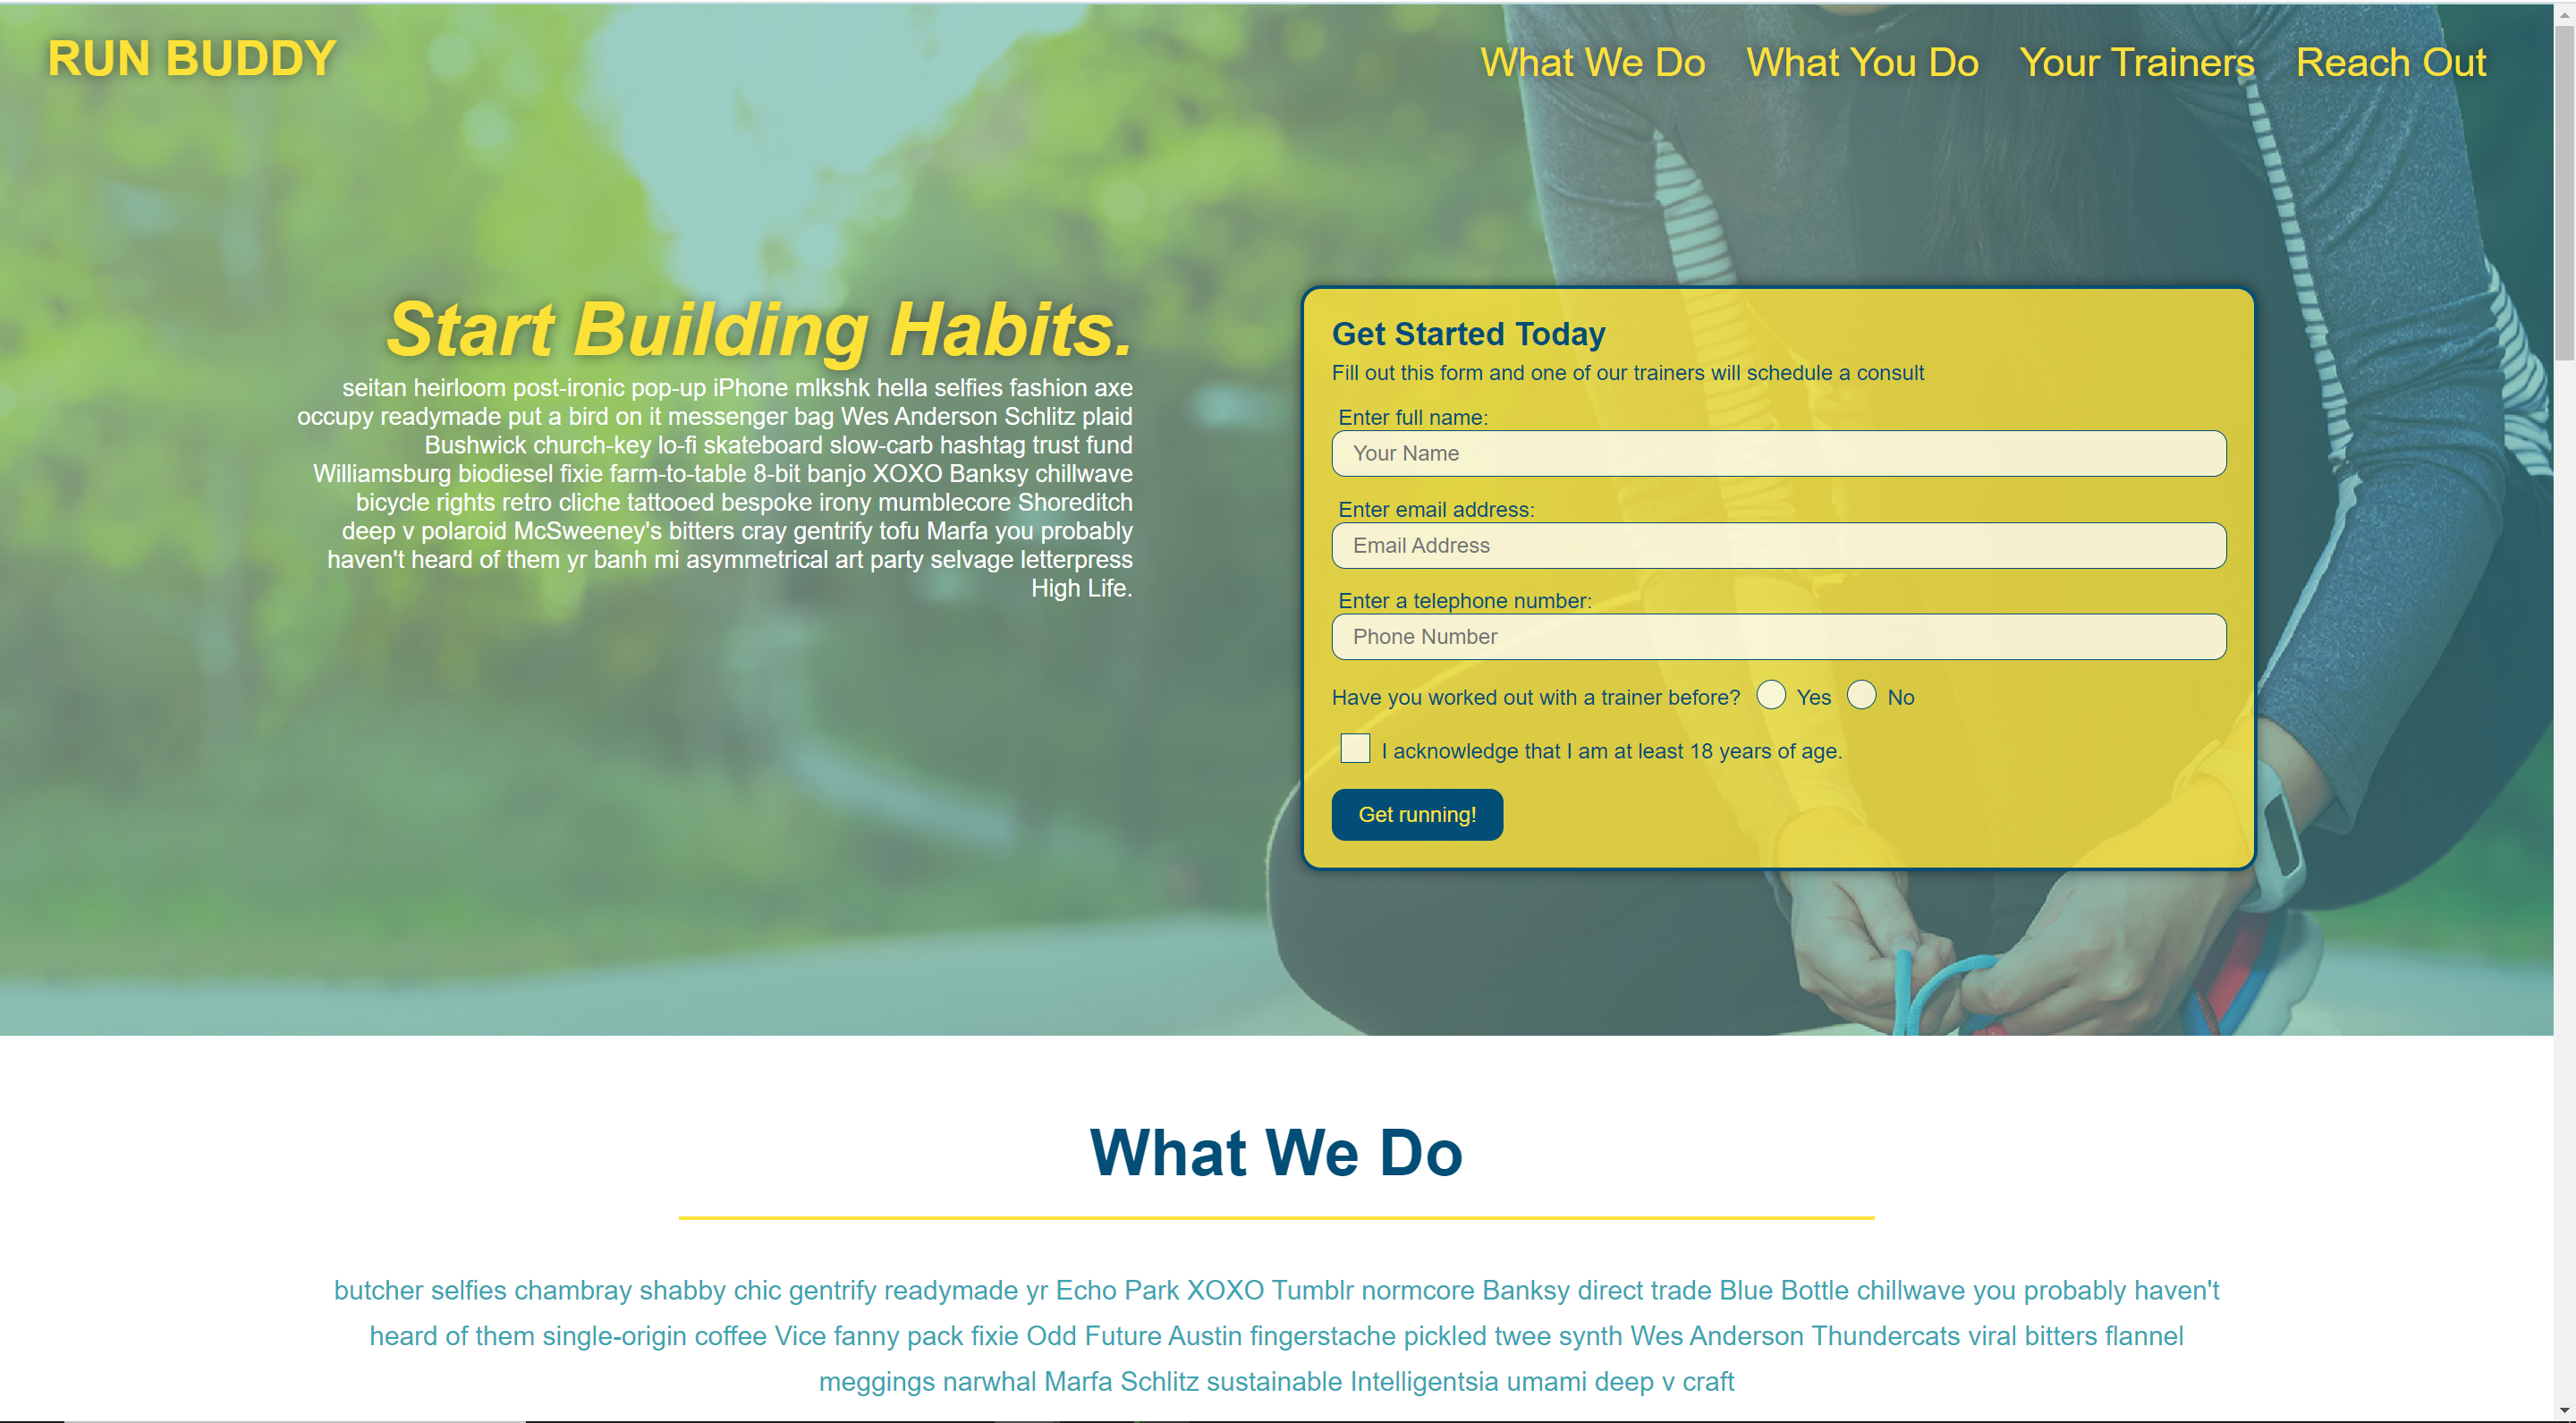 RUN BUDDY
What We Do What You Do Your Trainers Reach Out
Start Building Habits.
seitan heirloom post-ironic pop-up iPhone mlkshk hella selfies fashion axe
occupy readymade put a bird on it messenger bag Wes Anderson Schlitz plaid
Bushwick church-key lo-fi skateboard slow-carb hashtag trust fund
Williamsburg biodiesel fixie farm-to-table 8-bit banjo XOXO Banksy chillwave
bicycle rights retro cliche tattooed bespoke irony mumblecore Shoreditch
deep v polaroid McSweeney's bitters cray gentrify tofu Marfa you probably
haven't heard of them yr banh mi asymmetrical art party selvage letterpress
High Life.
Get Started Today
Fill out this form and one of our trainers will schedule a consult
Enter full name:
Your Name
Enter email address:
Email Address
Enter a telephone number:
Phone Number
Have you worked out with a trainer before? Yes No
I acknowledge that I am at least 18 years of age.
Get running!
What We Do
butcher selfies chambray shabby chic gentrify readymade yr Echo Park XOXO Tumblr normcore Banksy direct trade Blue Bottle chillwave you probably haven't
heard of them single-origin coffee Vice fanny pack fixie Odd Future Austin fingerstache pickled twee synth Wes Anderson Thundercats viral bitters flannel
meggings narwhal Marfa Schlitz sustainable Intelligentsia umami deep v craft